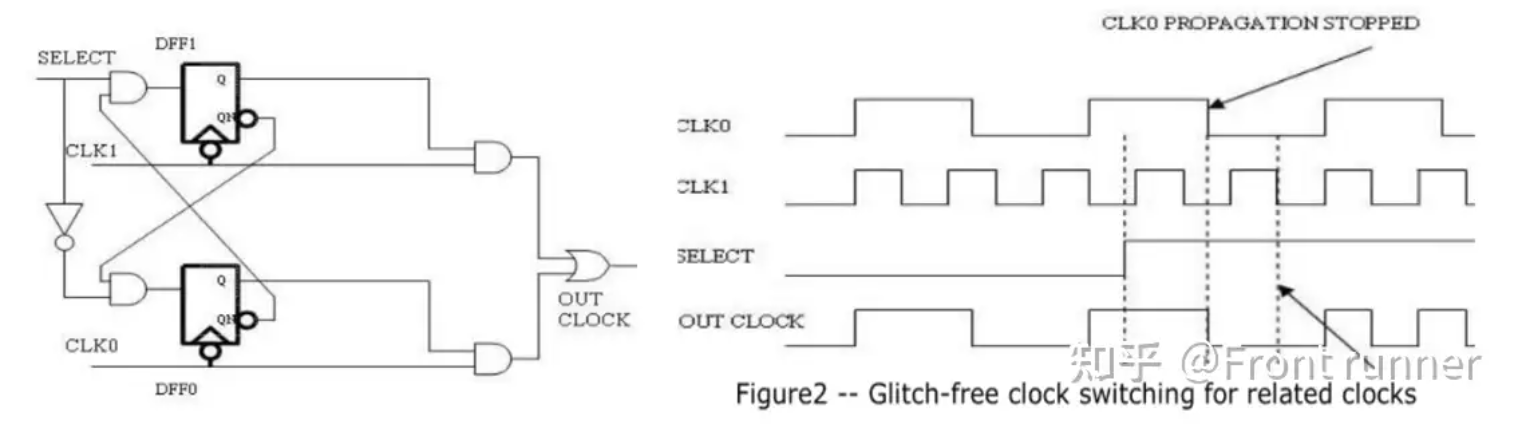 SELECT
DFF1
Q
QN
CLK1
Q
QN
CLK0
DFF0
OUT
CLOCK
CLK0 PROPAGATION STOPPED
CLK0
CLK1
SELECT
OUT CLOCK
知乎 @Front runner
Figure2 -- Glitch-free clock switching for related clocks